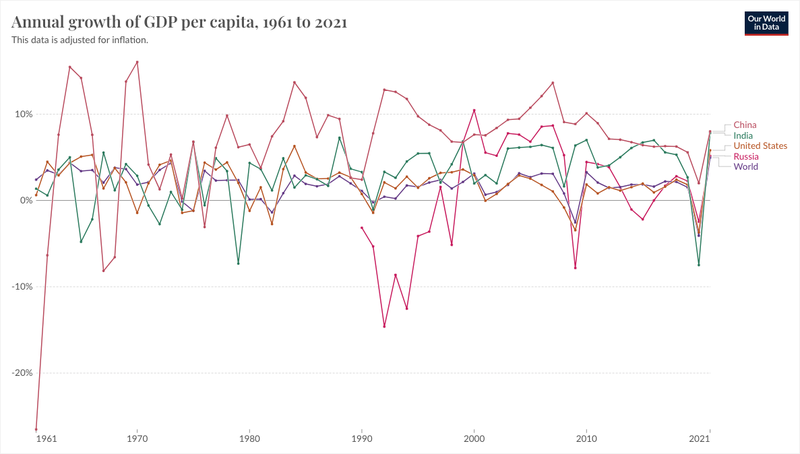 Annual growth of GDP per capita, 1961 to 2021
This data is adjusted for inflation.
Our World
in Data
10%
0%
-10%
-20%
China
India
United States
Russia
World
1961
1970
1980
1990
2000
2010
2021